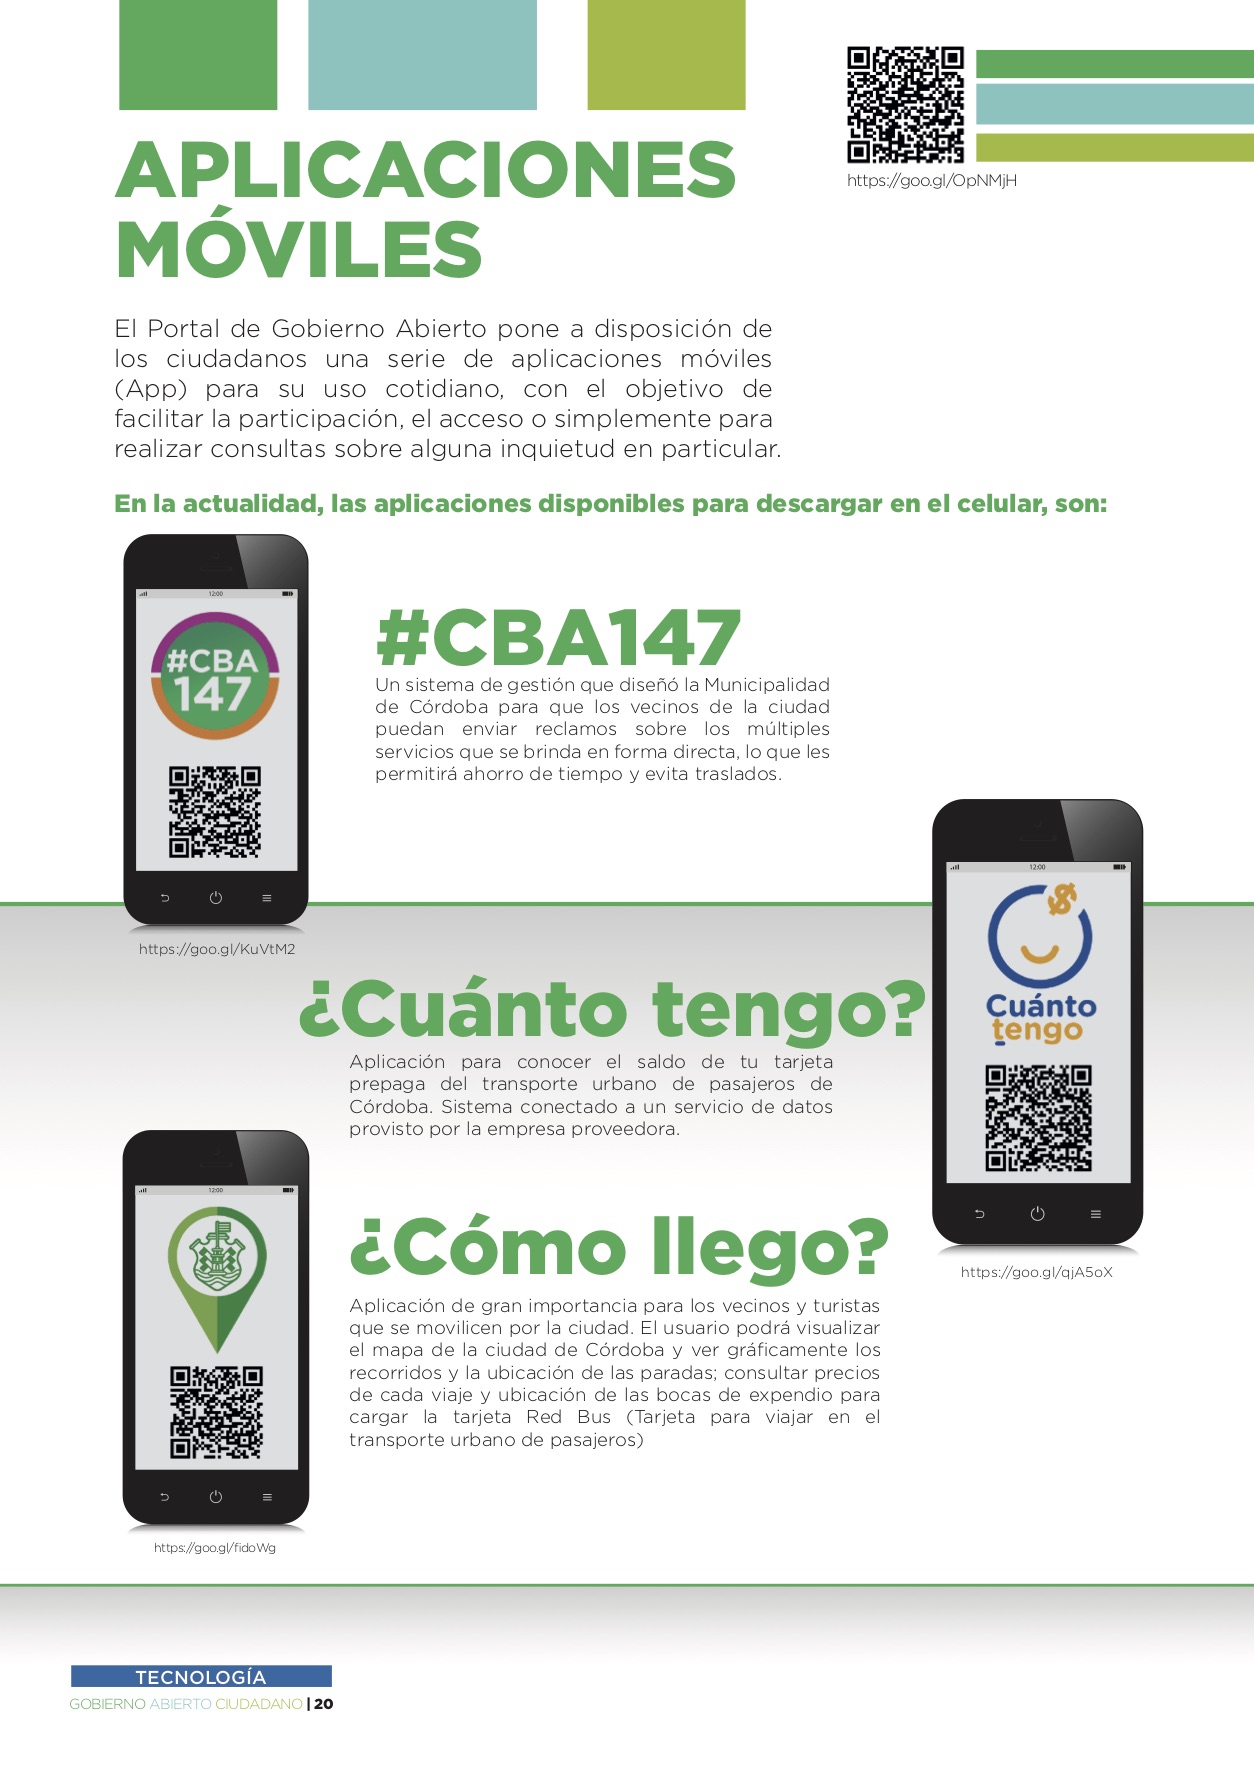 https://goo.gl/OpNMjH
APLICACIONES
MÓVILES
El Portal de Gobierno Abierto pone a disposición de
los ciudadanos una serie de aplicaciones móviles
(App) para su uso cotidiano, con el objetivo de
facilitar la participación, el acceso o simplemente para
realizar consultas sobre alguna inquietud en particular.
En la actualidad, las aplicaciones disponibles para descargar en el celular, son:
12:00
#CBA
147
https://goo.gl/KuVtM2
#CBA147
Un sistema de gestión que diseñó la Municipalidad
de Córdoba para que los vecinos de la ciudad
puedan enviar reclamos sobre los múltiples
servicios que se brinda en forma directa, lo que les
permitirá ahorro de tiempo y evita traslados.
¿Cuánto tengo?
Aplicación para conocer el saldo de tu tarjeta
prepaga del transporte urbano de pasajeros de
Córdoba. Sistema conectado a un servicio de datos
provisto por la empresa proveedora.
12:00
$
Cuánto
tengo
https://goo.gl/qjA5oX
12:00
https://goo.gl/fidoWg
¿Cómo llego?
Aplicación de gran importancia para los vecinos y turistas
que se movilicen por la ciudad. El usuario podrá visualizar
el mapa de la ciudad de Córdoba y ver gráficamente los
recorridos y la ubicación de las paradas; consultar precios
de cada viaje y ubicación de las bocas de expendio para
cargar la tarjeta Red Bus (Tarjeta para viajar en el
transporte urbano de pasajeros)
TECNOLOGÍA
GOBIERNO ABIERTO CIUDADANO | 20